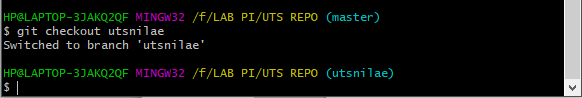 HP@LAPTOP-3JAKQ2QF MINGW32 /f/LAB PI/UTS REPO (master)
$ git checkout utsnilae
Switched to branch 'utsnilae'
HP@LAPTOP-3JAKQ2QF MINGW32 /f/LAB PI/UTS REPO (utsnilae)
$